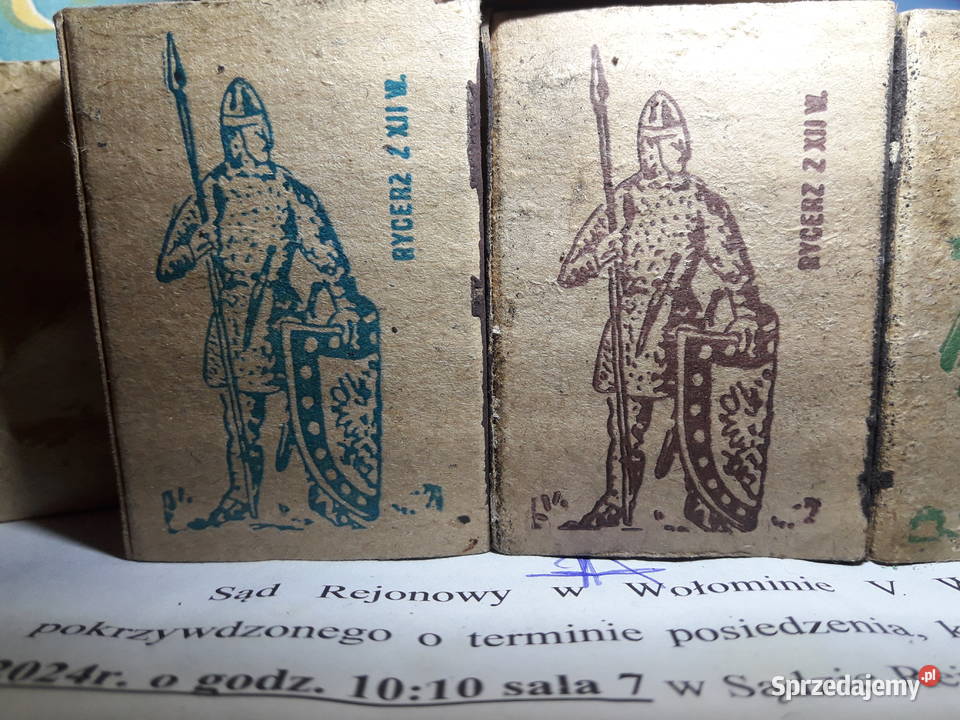 RYCERZ Z XII W.
RYCERZ Z XII W.
Sąd Rejonowy w Wołominie V
pokrzywdzonego o terminie posiedzenia,
2024r. o godz. 10:10 sala 7 w Sądzie
Sprzedajemy.pl